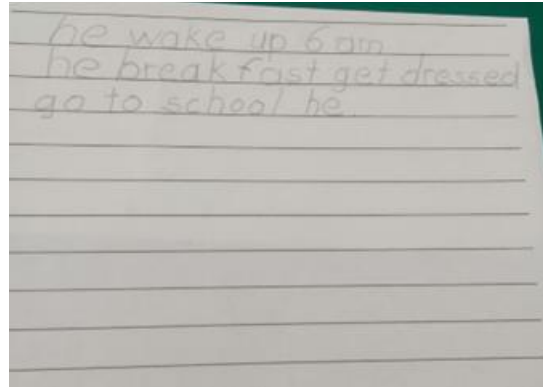 he wake up 6 am
he breakfast get dressed
go to school he.